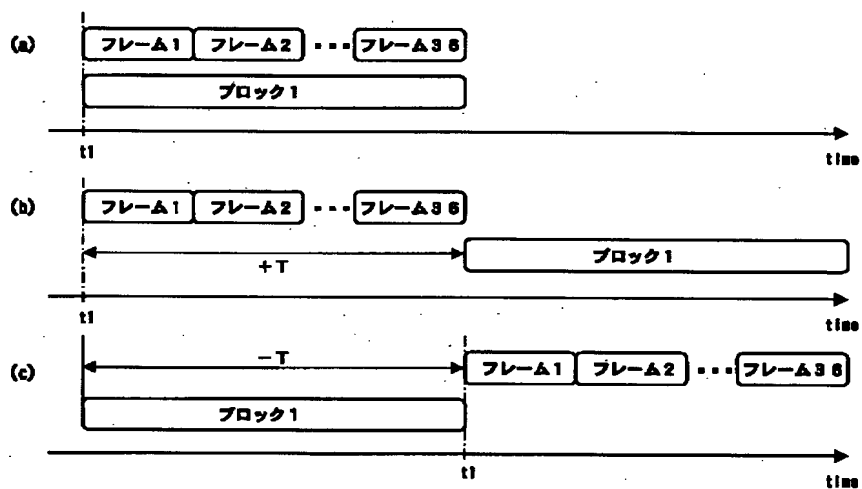 (a) フレーム1 フレーム2 ・・・ フレーム36
ブロック1
t1 time
(b) フレーム1 フレーム2 ・・・ フレーム36
+T ブロック1
t1 time
(c) −T フレーム1 フレーム2 ・・・ フレーム36
ブロック1
t1 time